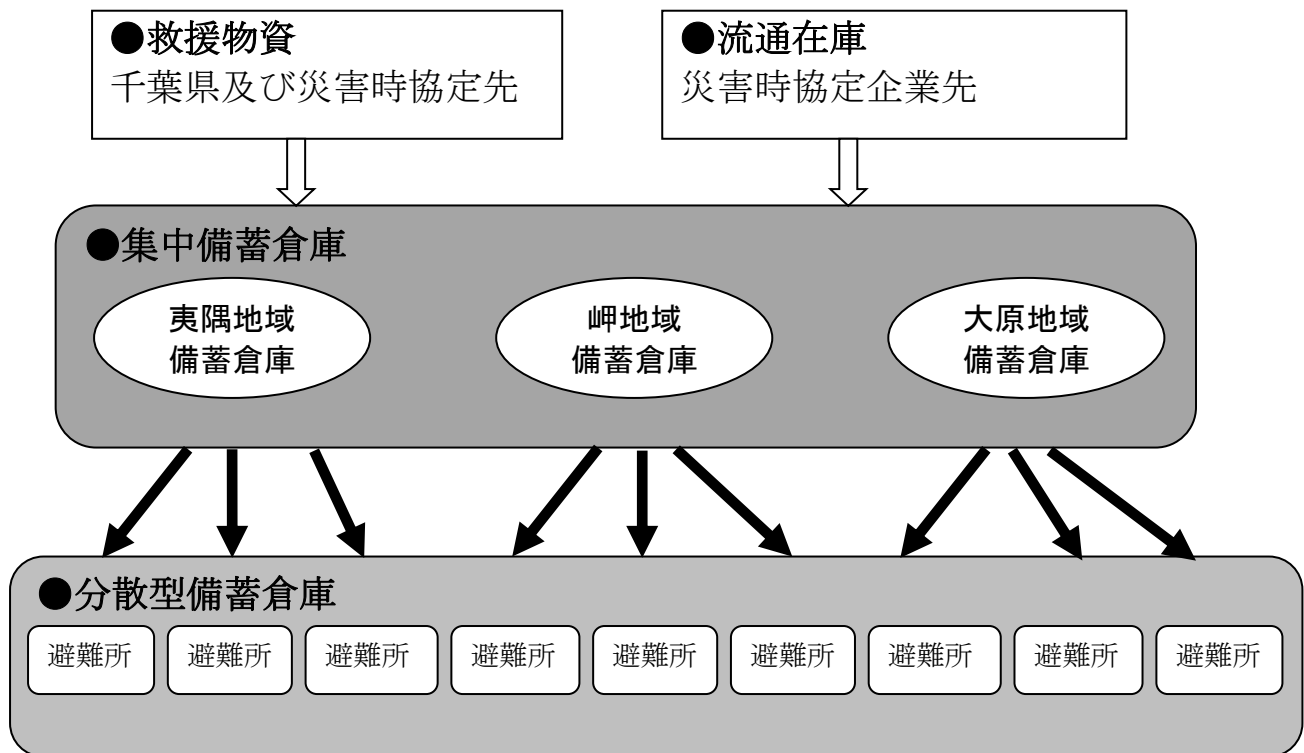 ●救援物資
千葉県及び災害時協定先
●流通在庫
災害時協定企業先
●集中備蓄倉庫
夷隅地域
備蓄倉庫
岬地域
備蓄倉庫
大原地域
備蓄倉庫
●分散型備蓄倉庫
避難所
避難所
避難所
避難所
避難所
避難所
避難所
避難所
避難所